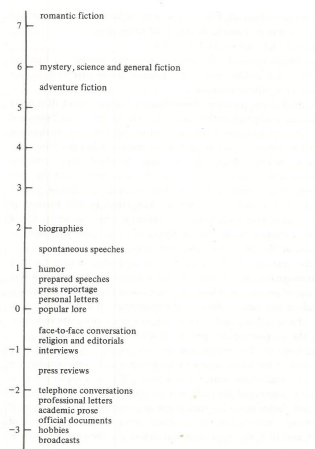 romantic fiction
7
6 mystery, science and general fiction
adventure fiction
5
4
3
2 biographies
spontaneous speeches
1 humor
prepared speeches
press reportage
personal letters
0 popular lore
face-to-face conversation
religion and editorials
−1 interviews
press reviews
−2 telephone conversations
professional letters
academic prose
official documents
−3 hobbies
broadcasts